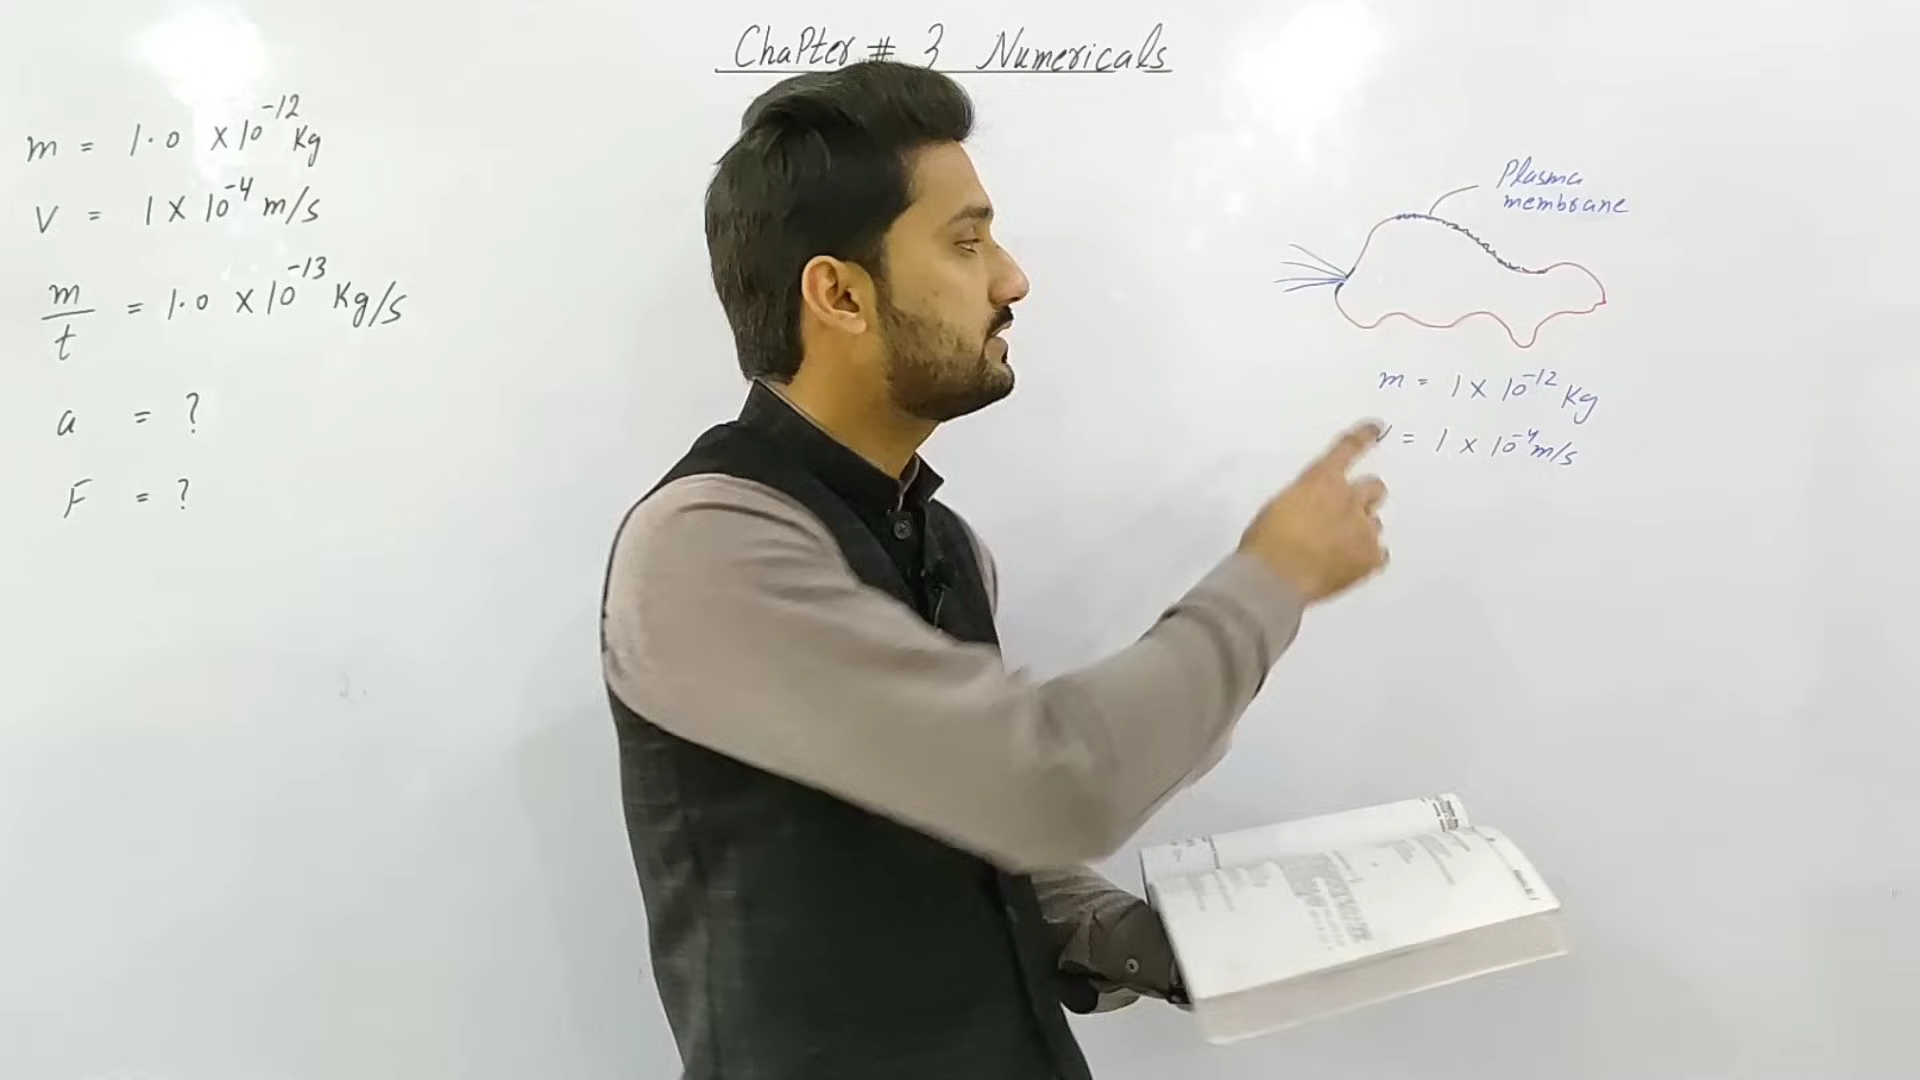 Chapter # 3 Numericals
m = 1.0 × 10⁻¹² Kg
V = 1 × 10⁻⁴ m/s
m/t = 1.0 × 10⁻¹³ Kg/s
a = ?
F = ?
Plasma
membrane
m = 1 × 10⁻¹² Kg
V = 1 × 10⁻⁴ m/s